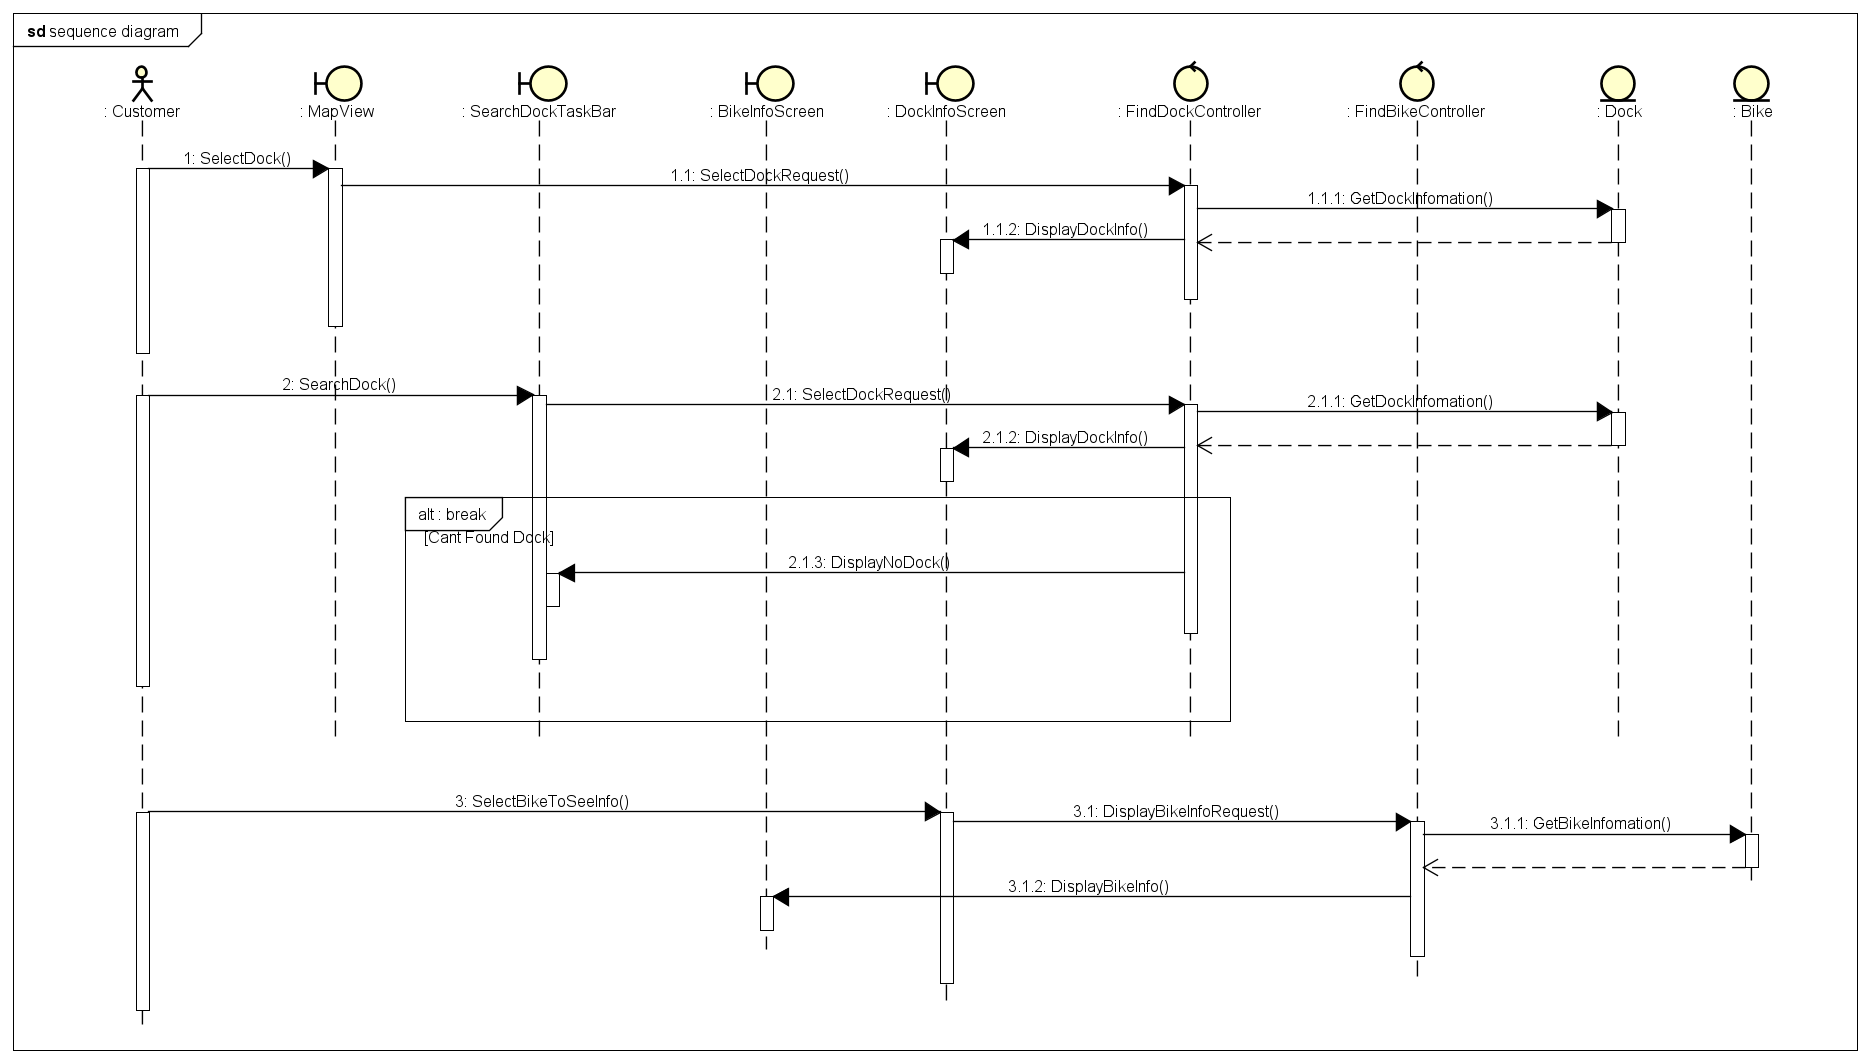 sd sequence diagram
: Customer
: MapView
: SearchDockTaskBar
: BikeInfoScreen
: DockInfoScreen
: FindDockController
: FindBikeController
: Dock
: Bike
1: SelectDock()
1.1: SelectDockRequest()
1.1.1: GetDockInfomation()
1.1.2: DisplayDockInfo()
2: SearchDock()
2.1: SelectDockRequest()
2.1.1: GetDockInfomation()
2.1.2: DisplayDockInfo()
alt : break
[Cant Found Dock]
2.1.3: DisplayNoDock()
3: SelectBikeToSeeInfo()
3.1: DisplayBikeInfoRequest()
3.1.1: GetBikeInfomation()
3.1.2: DisplayBikeInfo()